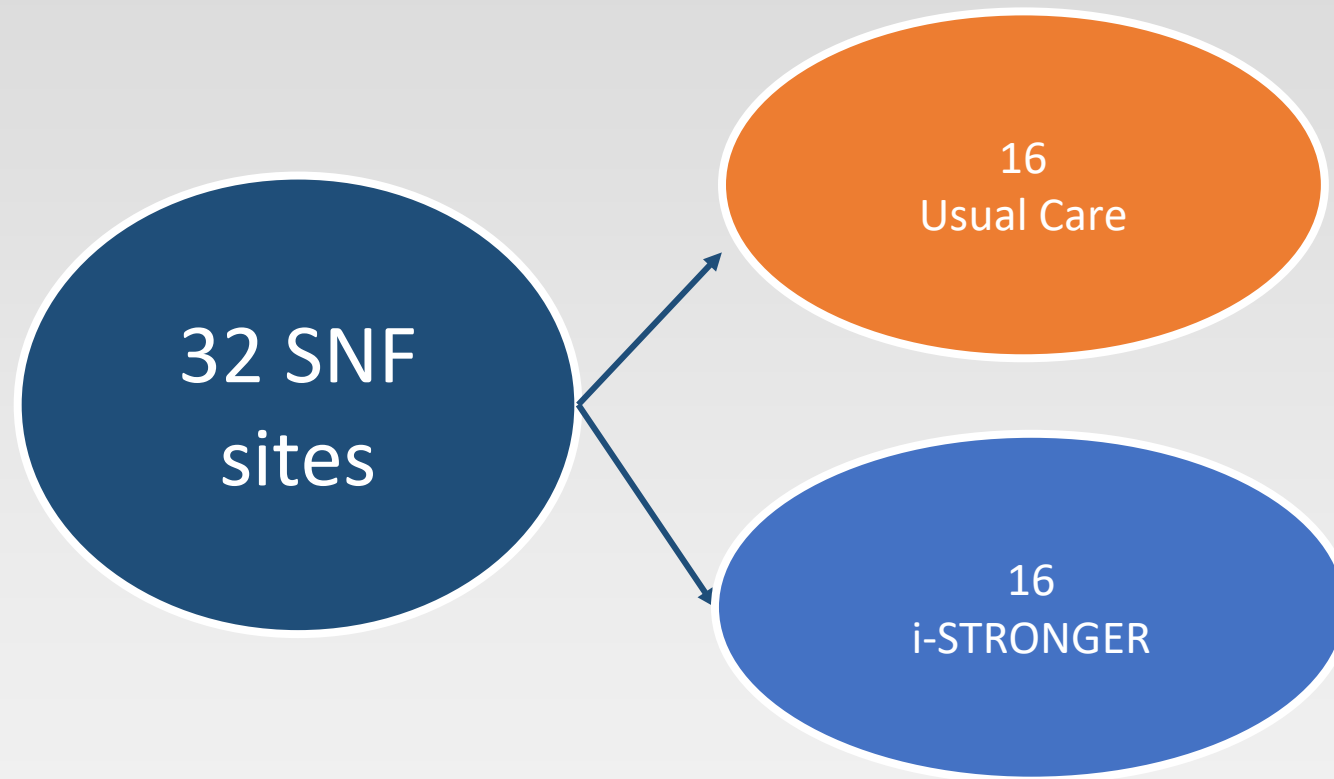 32 SNF
sites
16
Usual Care
16
i-STRONGER